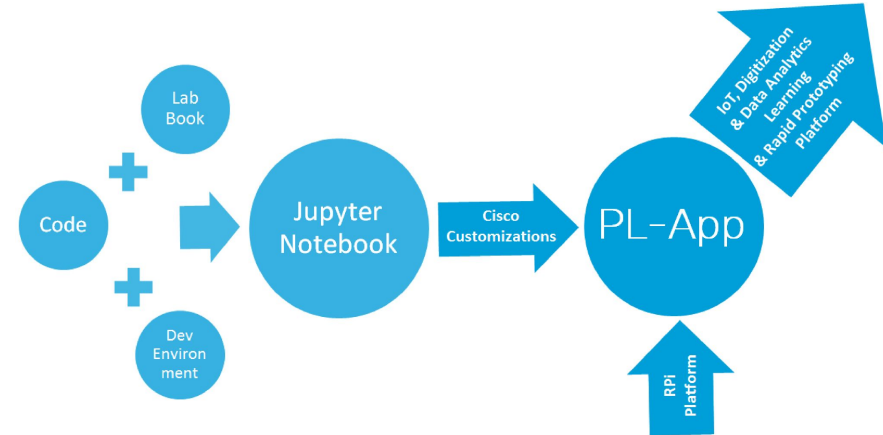 Lab
Book
Code
Dev
Environ
ment
Jupyter
Notebook
Cisco
Customizations
PL-App
RPi
Platform
IoT, Digitization
& Data Analytics
Learning
& Rapid Prototyping
Platform